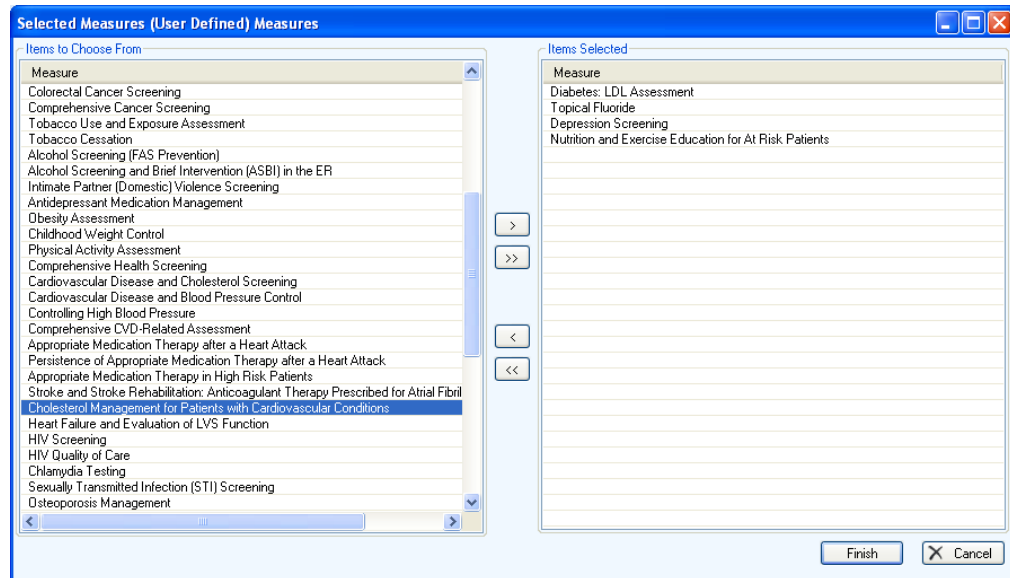 Selected Measures (User Defined) Measures
Items to Choose From
Measure
Colorectal Cancer Screening
Comprehensive Cancer Screening
Tobacco Use and Exposure Assessment
Tobacco Cessation
Alcohol Screening (FAS Prevention)
Alcohol Screening and Brief Intervention (ASBI) in the ER
Intimate Partner (Domestic) Violence Screening
Antidepressant Medication Management
Obesity Assessment
Childhood Weight Control
Physical Activity Assessment
Comprehensive Health Screening
Cardiovascular Disease and Cholesterol Screening
Cardiovascular Disease and Blood Pressure Control
Controlling High Blood Pressure
Comprehensive CVD-Related Assessment
Appropriate Medication Therapy after a Heart Attack
Persistence of Appropriate Medication Therapy after a Heart Attack
Appropriate Medication Therapy in High Risk Patients
Stroke and Stroke Rehabilitation: Anticoagulant Therapy Prescribed for Atrial Fibril
Cholesterol Management for Patients with Cardiovascular Conditions
Heart Failure and Evaluation of LVS Function
HIV Screening
HIV Quality of Care
Chlamydia Testing
Sexually Transmitted Infection (STI) Screening
Osteoporosis Management
>
>>
<
<<
Items Selected
Measure
Diabetes: LDL Assessment
Topical Fluoride
Depression Screening
Nutrition and Exercise Education for At Risk Patients
Finish
Cancel